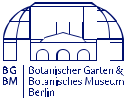 BG Botanischer Garten &
BM Botanisches Museum
Berlin